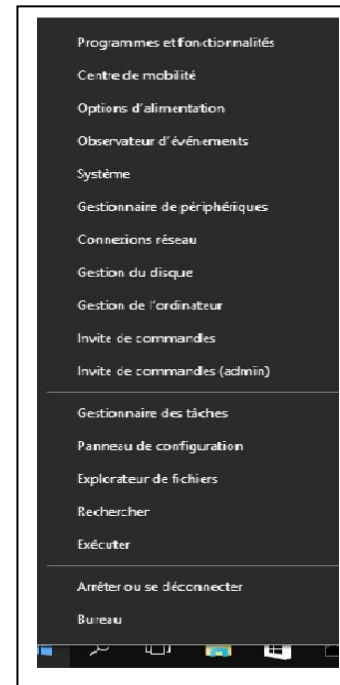 Programmes et fonctionnalités
Centre de mobilité
Options d'alimentation
Observateur d'événements
Système
Gestionnaire de périphériques
Connexions réseau
Gestion du disque
Gestion de l'ordinateur
Invite de commandes
Invite de commandes (admin)
Gestionnaire des tâches
Panneau de configuration
Explorateur de fichiers
Rechercher
Exécuter
Arrêter ou se déconnecter
Bureau